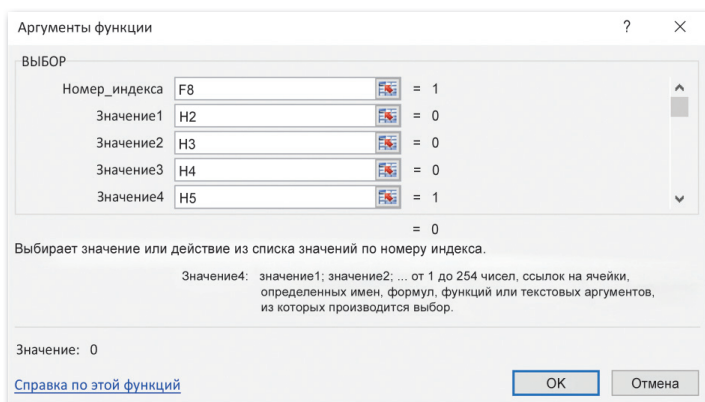 Аргументы функции ? ×
ВЫБОР
Номер_индекса F8 = 1
Значение1 H2 = 0
Значение2 H3 = 0
Значение3 H4 = 0
Значение4 H5 = 1
= 0
Выбирает значение или действие из списка значений по номеру индекса.
Значение4: значение1; значение2; ... от 1 до 254 чисел, ссылок на ячейки,
определенных имен, формул, функций или текстовых аргументов,
из которых производится выбор.
Значение: 0
Справка по этой функций OK Отмена